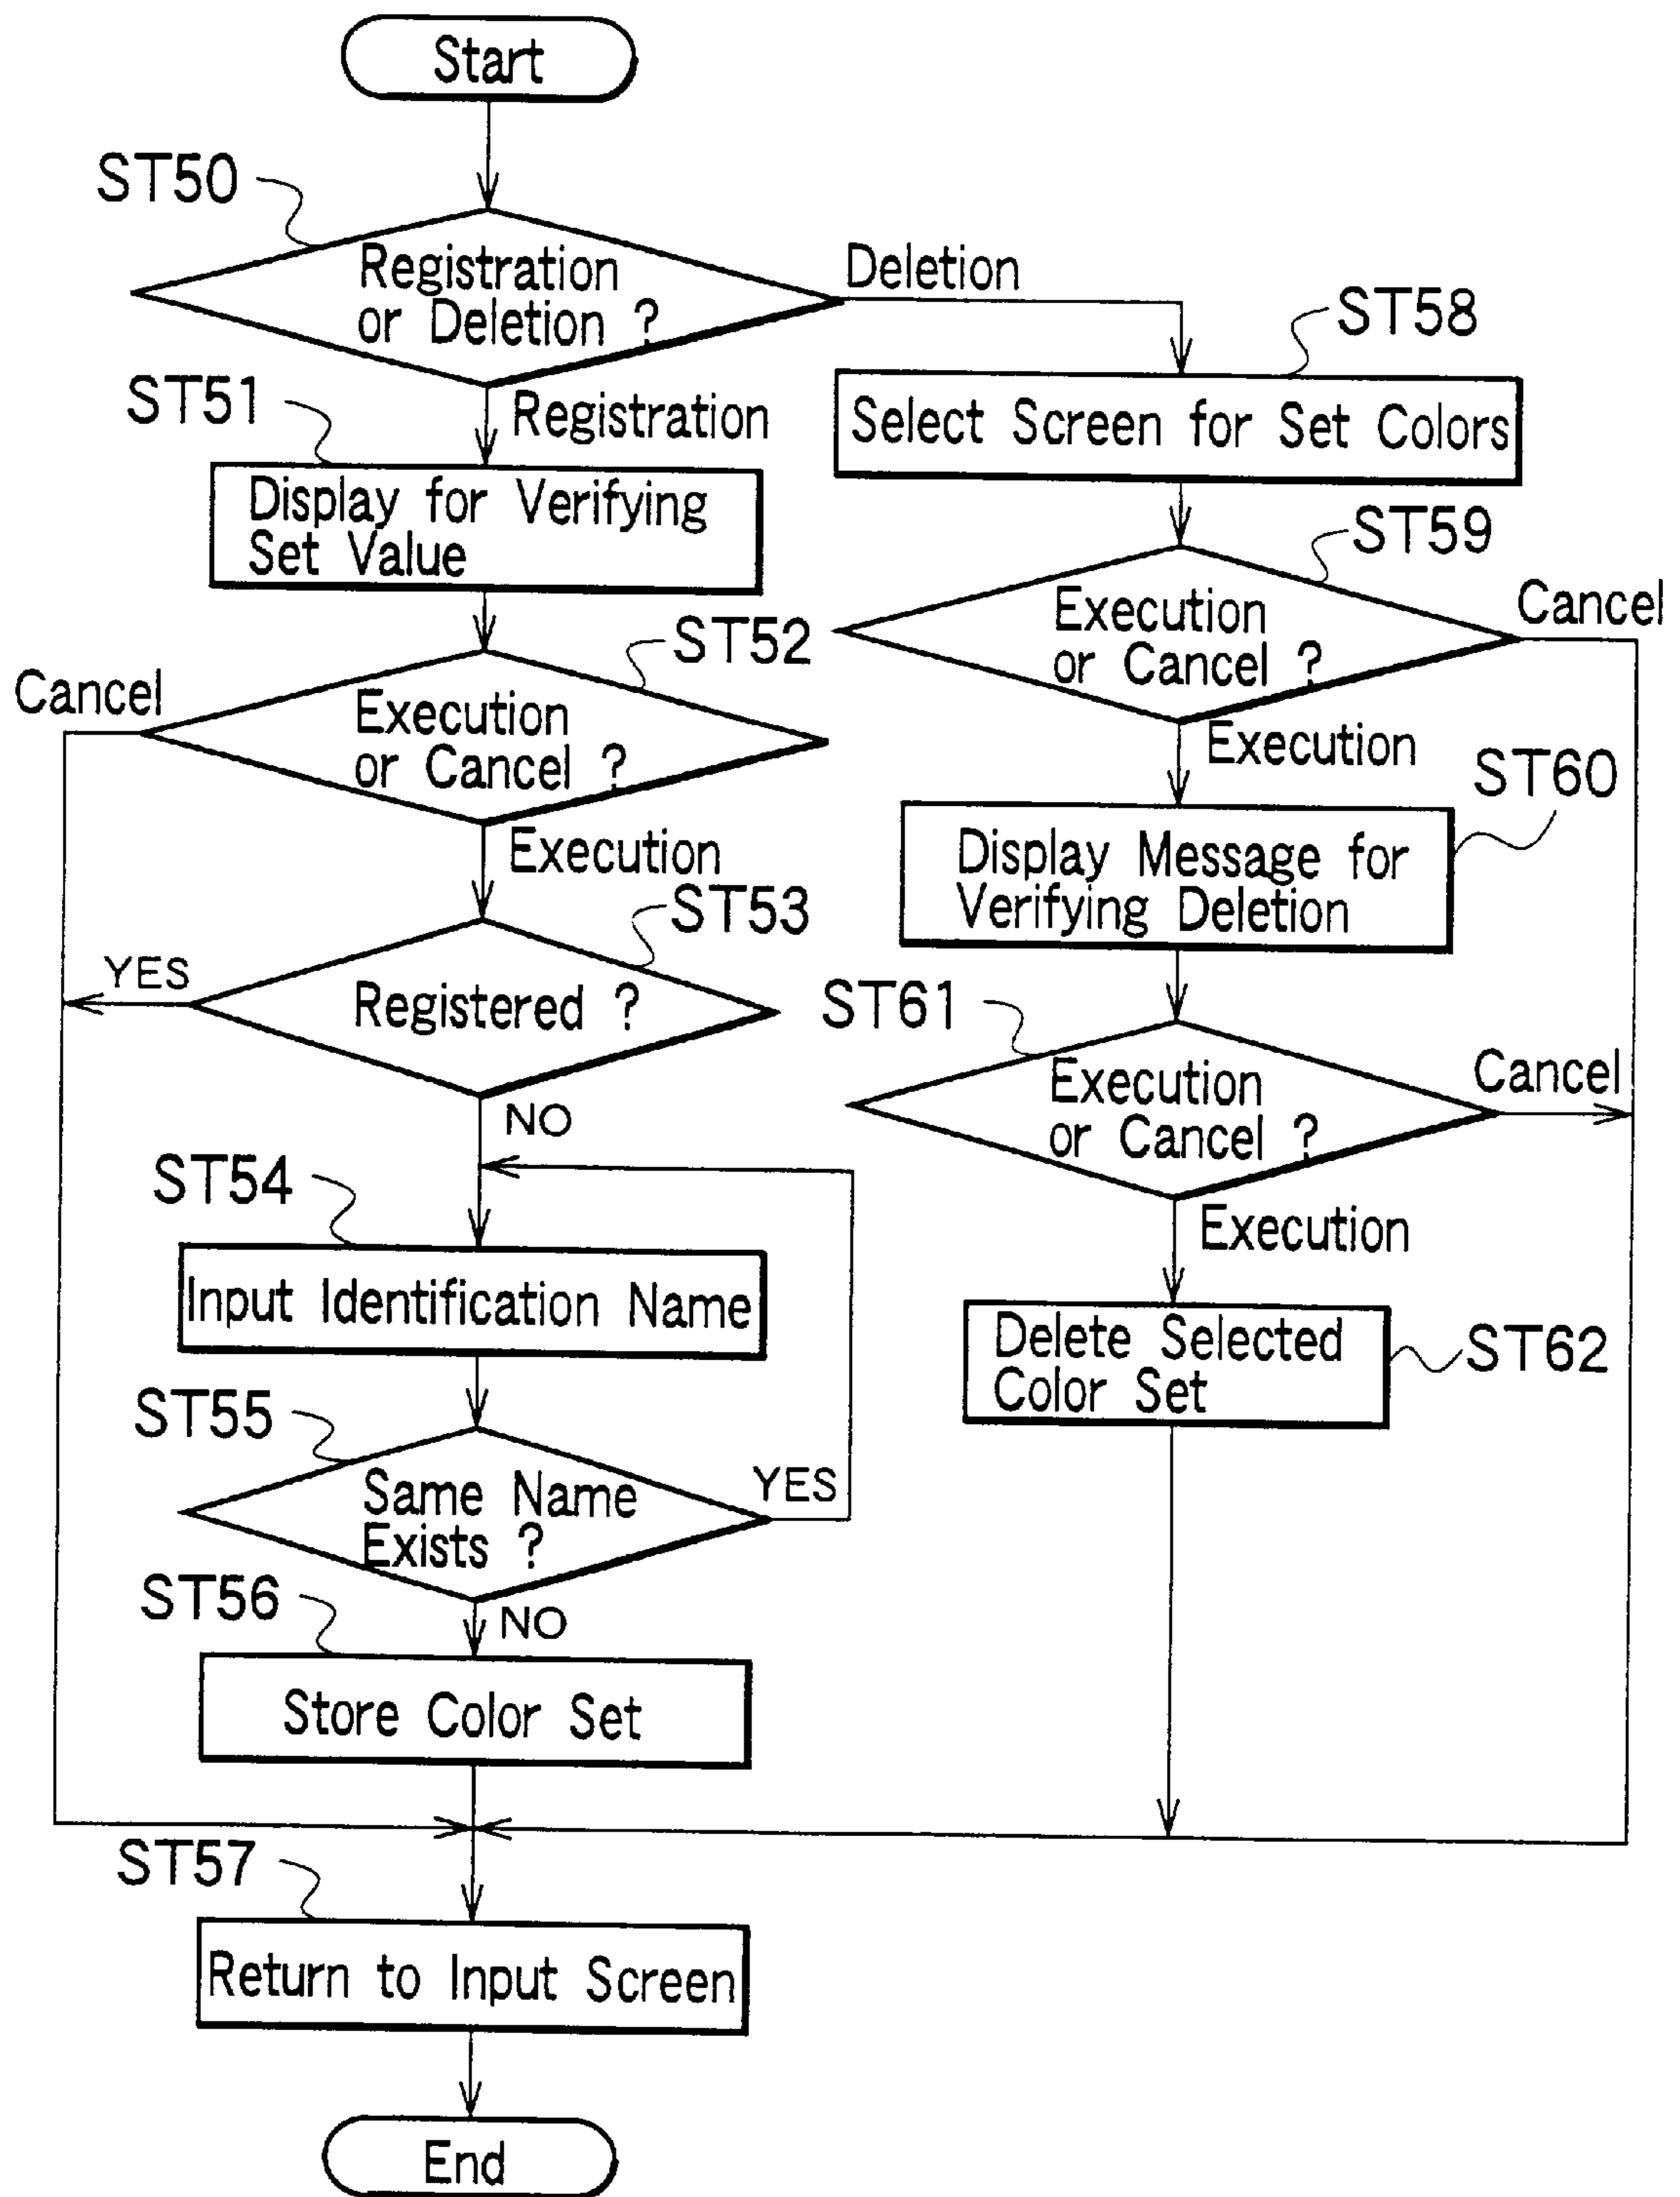 Start
ST50
Registration
or Deletion ?
Deletion
Registration
ST51
Display for Verifying
Set Value
ST52
Execution
or Cancel ?
Cancel
Execution
ST53
Registered ?
YES
NO
ST54
Input Identification Name
ST55
Same Name
Exists ?
YES
NO
ST56
Store Color Set
ST57
Return to Input Screen
End
ST58
Select Screen for Set Colors
ST59
Execution
or Cancel ?
Cancel
Execution
ST60
Display Message for
Verifying Deletion
ST61
Execution
or Cancel ?
Cancel
Execution
ST62
Delete Selected
Color Set